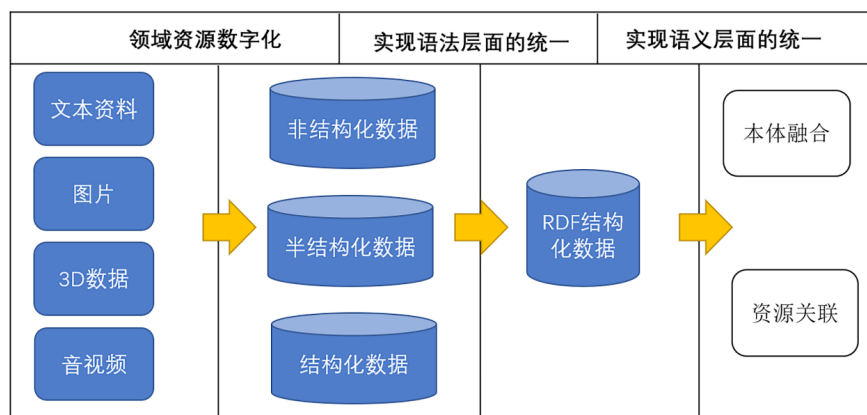 领域资源数字化
实现语法层面的统一
实现语义层面的统一
文本资料
图片
3D数据
音视频
非结构化数据
半结构化数据
结构化数据
RDF结构
化数据
本体融合
资源关联